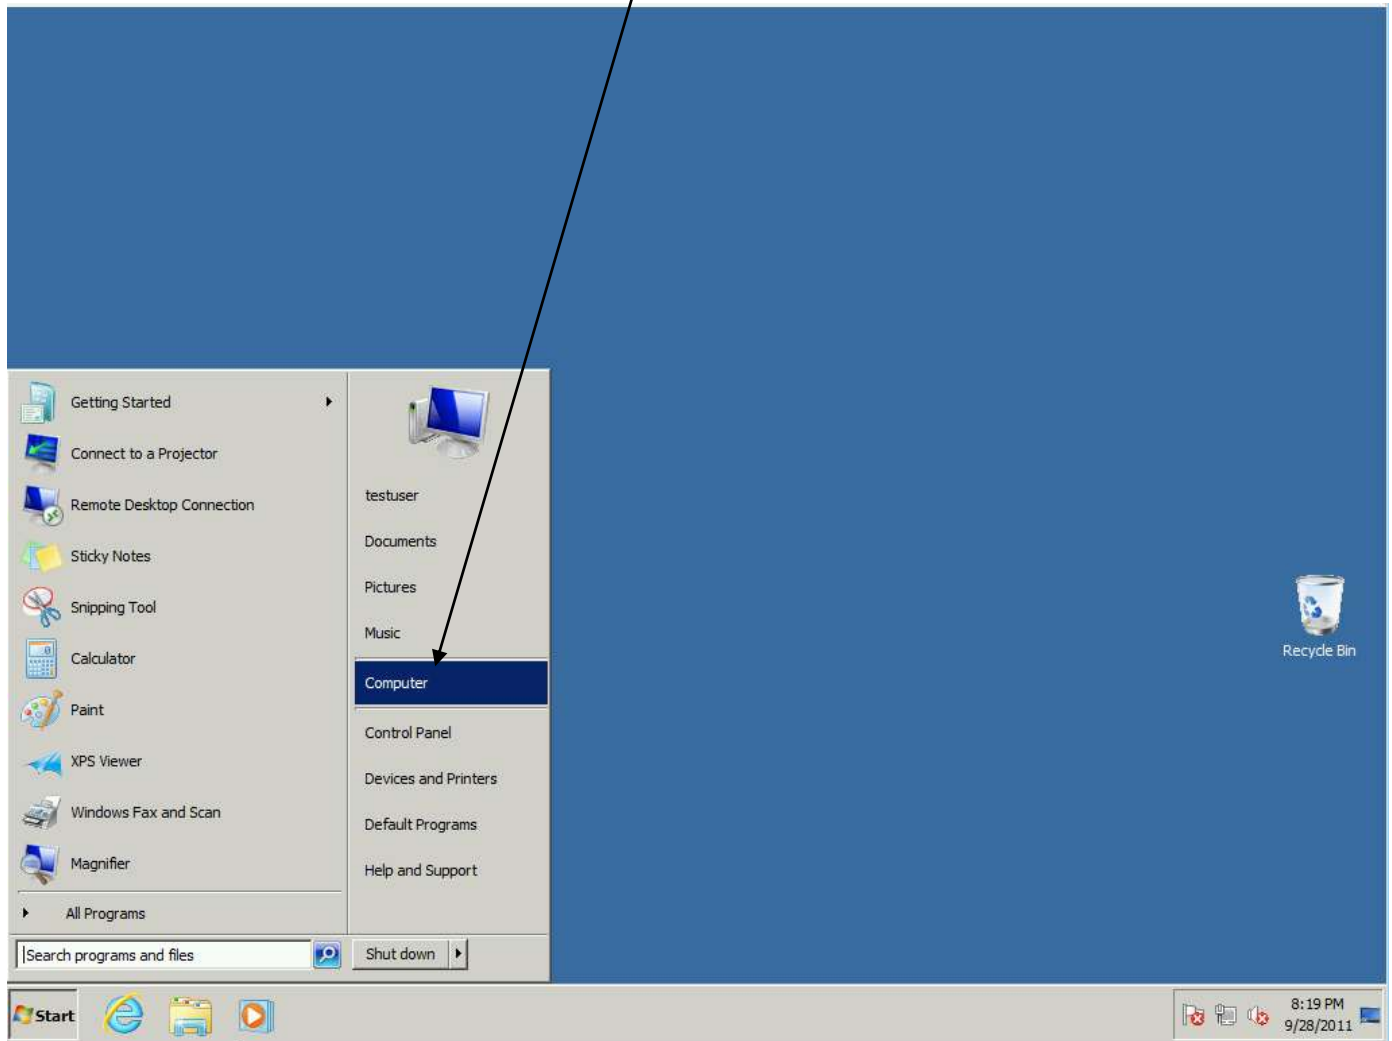 Getting Started
Connect to a Projector
Remote Desktop Connection
Sticky Notes
Snipping Tool
Calculator
Paint
XPS Viewer
Windows Fax and Scan
Magnifier
All Programs
Search programs and files
testuser
Documents
Pictures
Music
Computer
Control Panel
Devices and Printers
Default Programs
Help and Support
Shut down
Recycle Bin
Start
8:19 PM
9/28/2011